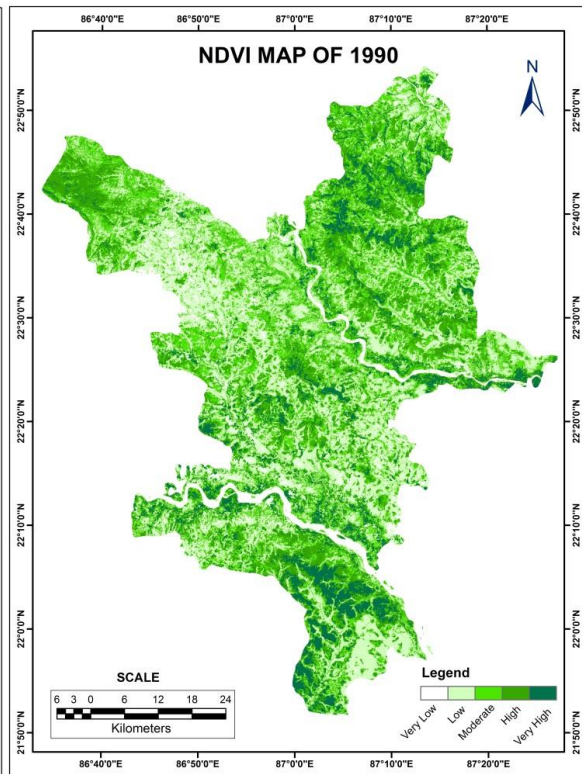 86°40'0"E 86°50'0"E 87°0'0"E 87°10'0"E 87°20'0"E
NDVI MAP OF 1990
N
22°50'0"N 22°50'0"N
22°40'0"N 22°40'0"N
22°30'0"N 22°30'0"N
22°20'0"N 22°20'0"N
22°10'0"N 22°10'0"N
22°0'0"N 22°0'0"N
21°50'0"N 21°50'0"N
SCALE
6 3 0 6 12 18 24
Kilometers
Legend
Very Low Low Moderate High Very High
86°40'0"E 86°50'0"E 87°0'0"E 87°10'0"E 87°20'0"E